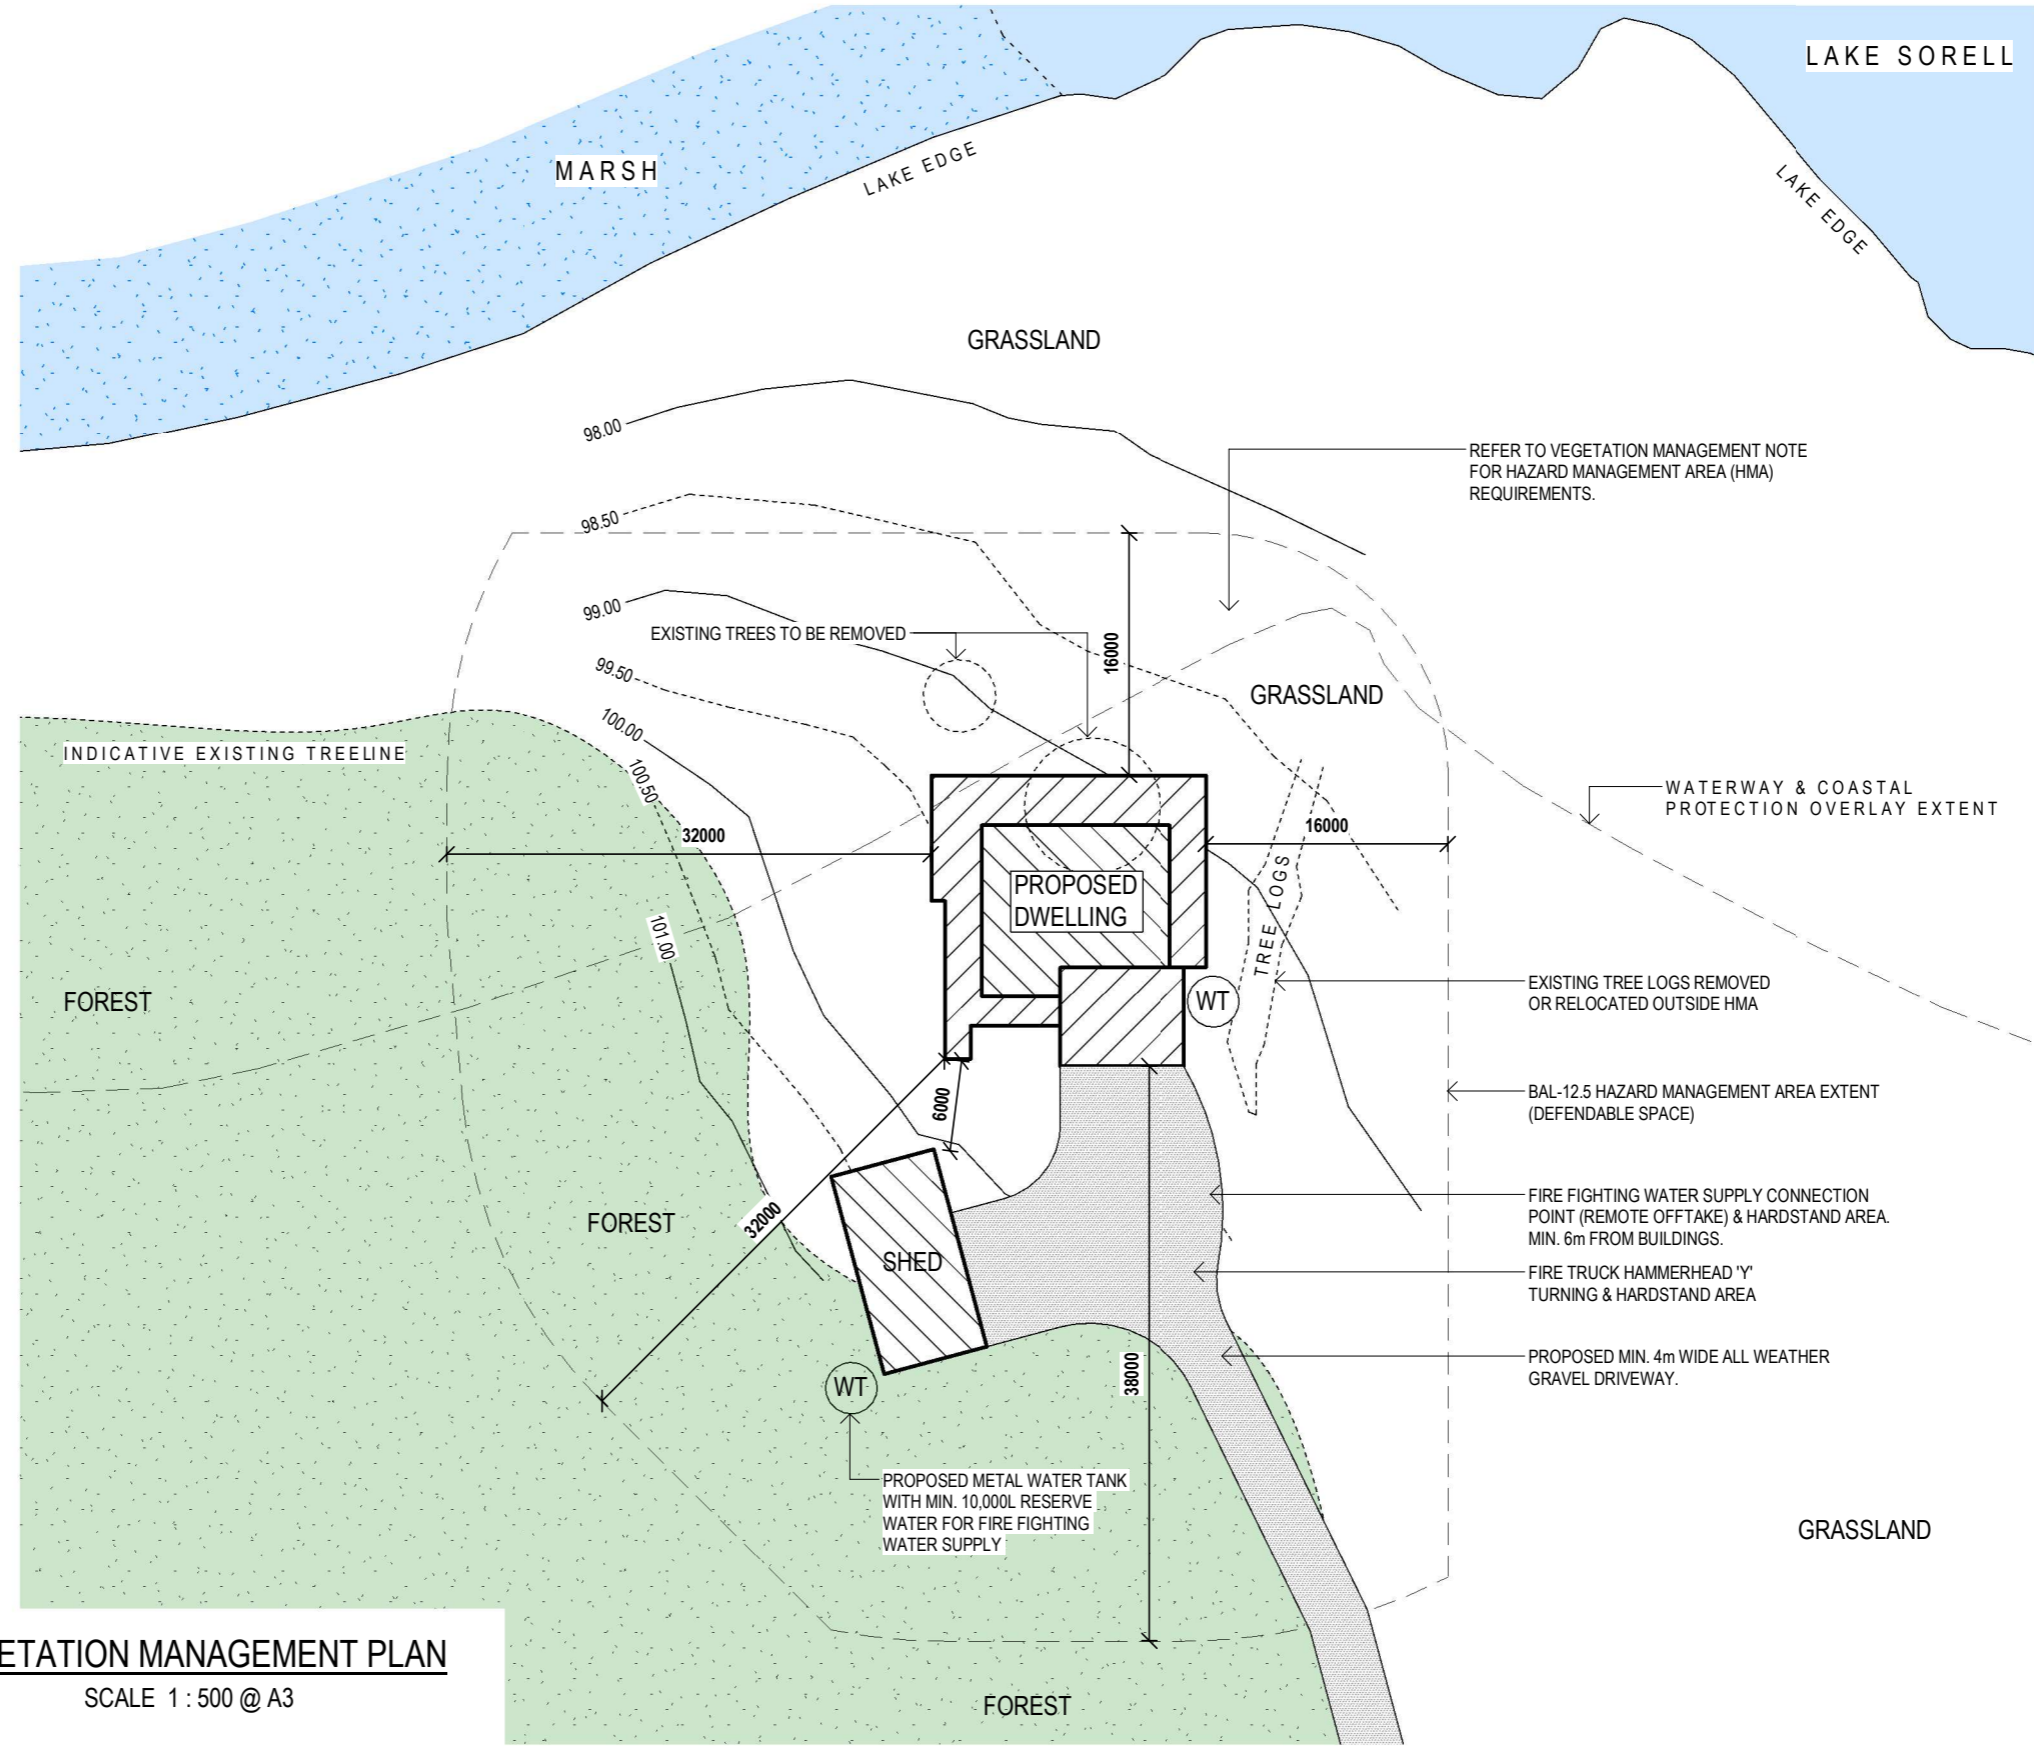 LAKE SORELL
MARSH
LAKE EDGE
LAKE EDGE
GRASSLAND
98.00
REFER TO VEGETATION MANAGEMENT NOTE
FOR HAZARD MANAGEMENT AREA (HMA)
REQUIREMENTS.
98.50
99.00
EXISTING TREES TO BE REMOVED
16000
99.50
GRASSLAND
100.00
INDICATIVE EXISTING TREELINE
100.50
WATERWAY & COASTAL
PROTECTION OVERLAY EXTENT
32000
16000
PROPOSED
DWELLING
TREE LOGS
101.00
FOREST
WT
EXISTING TREE LOGS REMOVED
OR RELOCATED OUTSIDE HMA
6000
BAL-12.5 HAZARD MANAGEMENT AREA EXTENT
(DEFENDABLE SPACE)
FOREST
32000
FIRE FIGHTING WATER SUPPLY CONNECTION
POINT (REMOTE OFFTAKE) & HARDSTAND AREA.
MIN. 6m FROM BUILDINGS.
SHED
FIRE TRUCK HAMMERHEAD 'Y'
TURNING & HARDSTAND AREA
PROPOSED MIN. 4m WIDE ALL WEATHER
GRAVEL DRIVEWAY.
38000
WT
PROPOSED METAL WATER TANK
WITH MIN. 10,000L RESERVE
WATER FOR FIRE FIGHTING
WATER SUPPLY
GRASSLAND
ETATION MANAGEMENT PLAN
SCALE 1 : 500 @ A3
FOREST